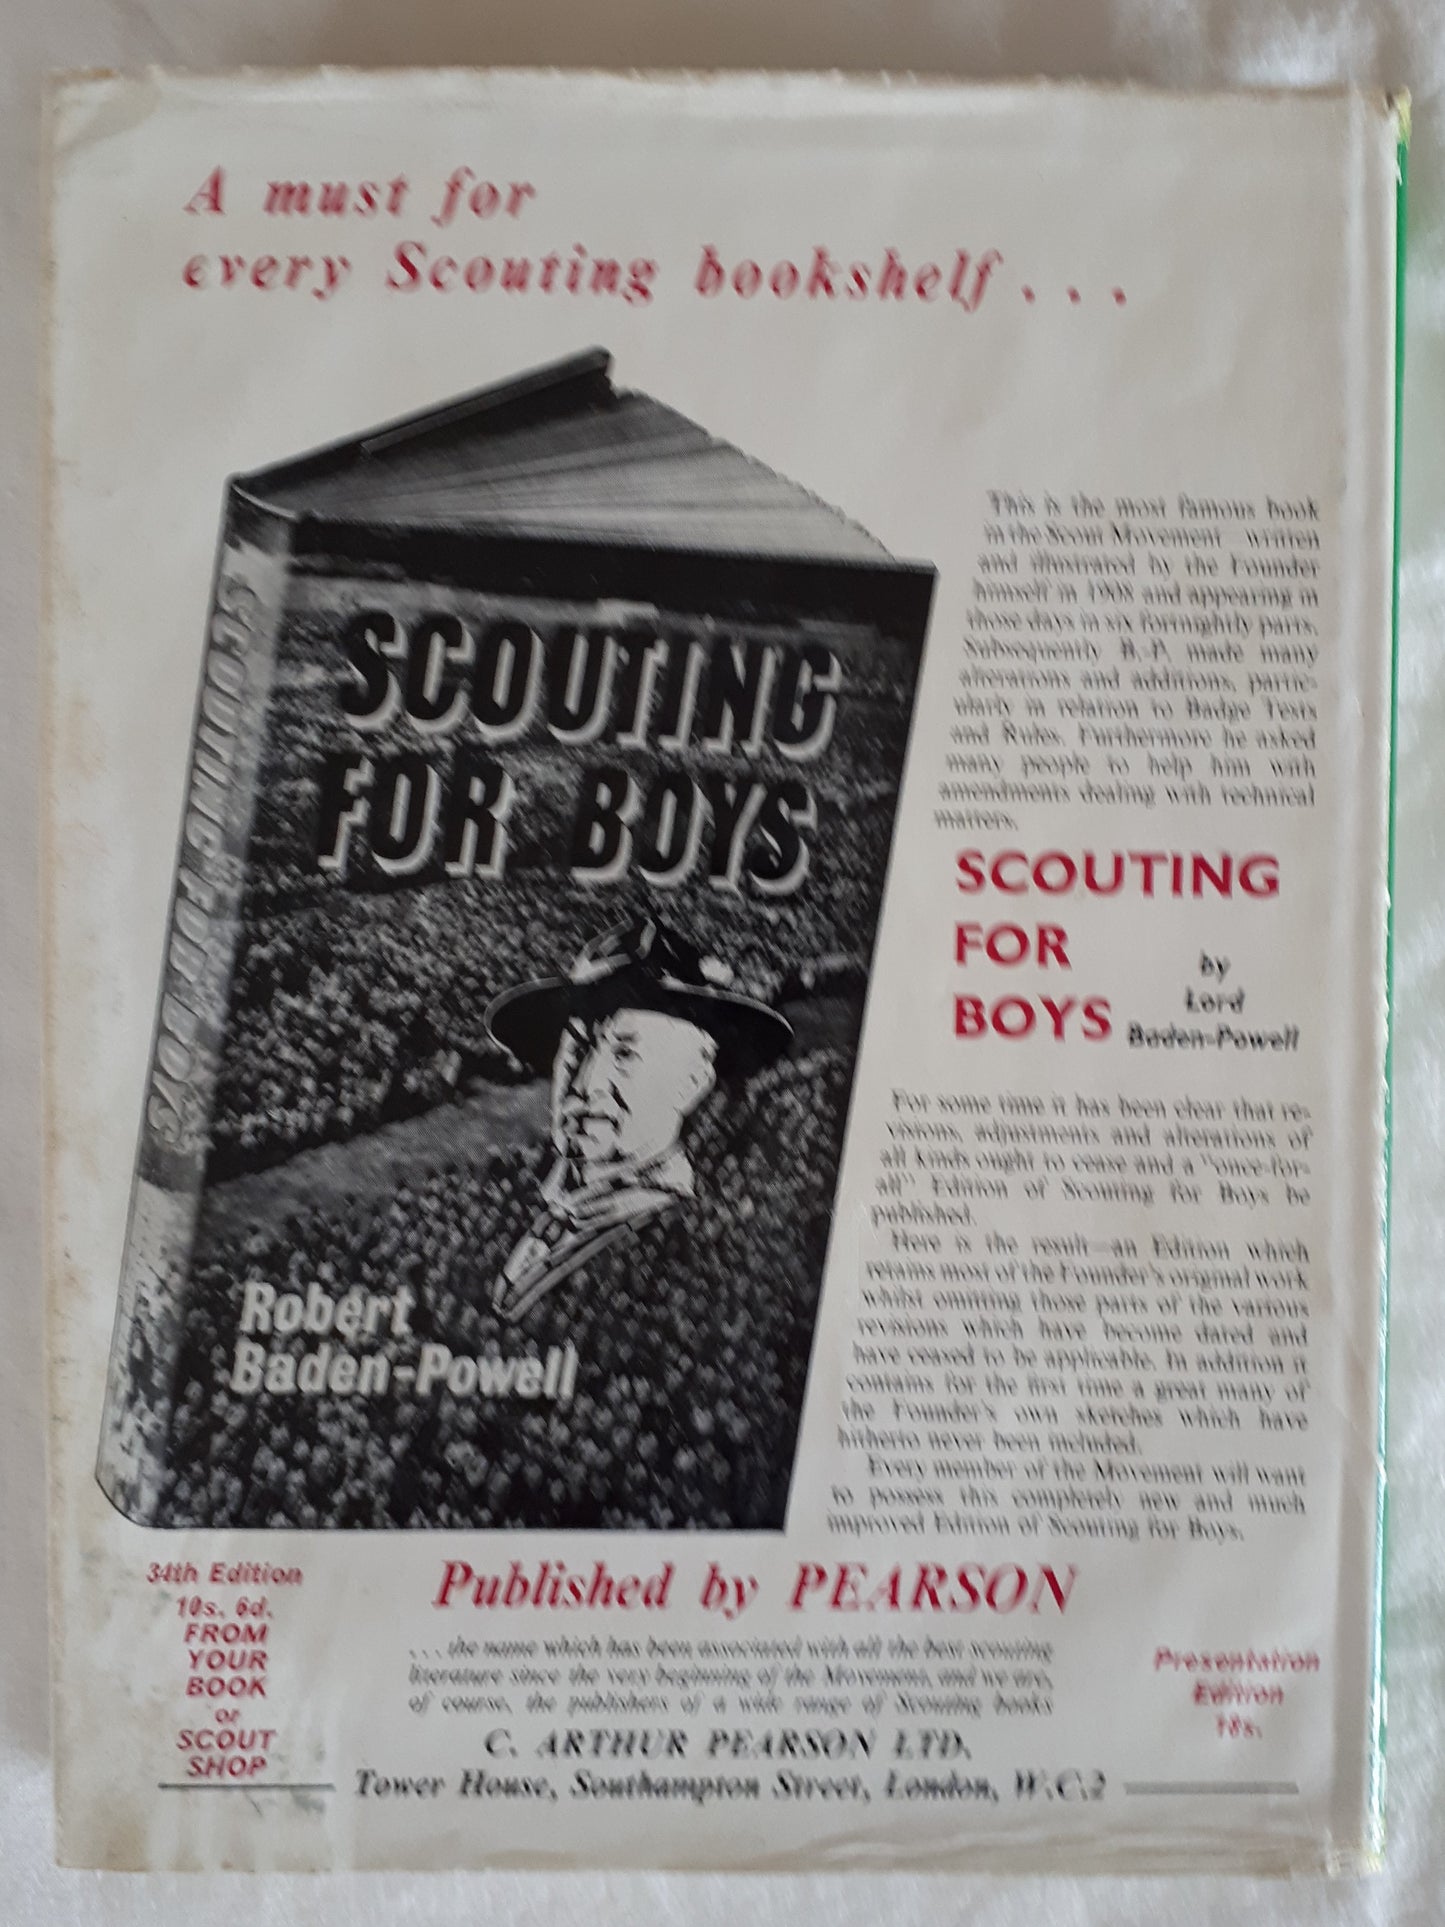 A must for
every Scouting bookshelf . . .
SCOUTING FOR BOYS
SCOUTING
FOR BOYS
Robert
Baden-Powell
This is the most famous book
in the Scout Movement—written
and illustrated by the Founder
himself in 1908 and appearing in
those days in six fortnightly parts.
Subsequently B.-P. made many
alterations and additions, partic-
ularly in relation to Badge Tests
and Rules. Furthermore he asked
many people to help him with
amendments dealing with technical
matters.
SCOUTING
FOR
BOYS
by
Lord
Baden-Powell
For some time it has been clear that re-
visions, adjustments and alterations of
all kinds ought to cease and a "once-for-
all" Edition of Scouting for Boys be
published.
Here is the result—an Edition which
retains most of the Founder's original work
whilst omitting those parts of the various
revisions which have become dated and
have ceased to be applicable. In addition it
contains for the first time a great many of
the Founder's own sketches which have
hitherto never been included.
Every member of the Movement will want
to possess this completely new and much
improved Edition of Scouting for Boys.
34th Edition
10s. 6d.
FROM
YOUR
BOOK
or
SCOUT
SHOP
Published by PEARSON
. . . the name which has been associated with all the best scouting
literature since the very beginning of the Movement, and we are,
of course, the publishers of a wide range of Scouting books
C. ARTHUR PEARSON LTD.
Tower House, Southampton Street, London, W.C.2
Presentation
Edition
18s.